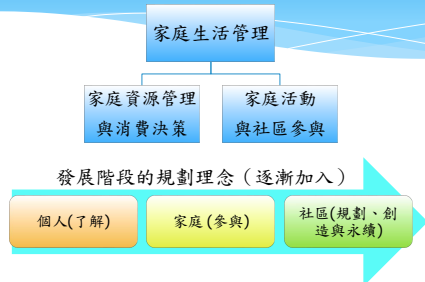 家庭生活管理
家庭資源管理
與消費決策
家庭活動
與社區參與
發展階段的規劃理念（逐漸加入）
個人(了解)
家庭(參與)
社區(規劃、創
造與永續)